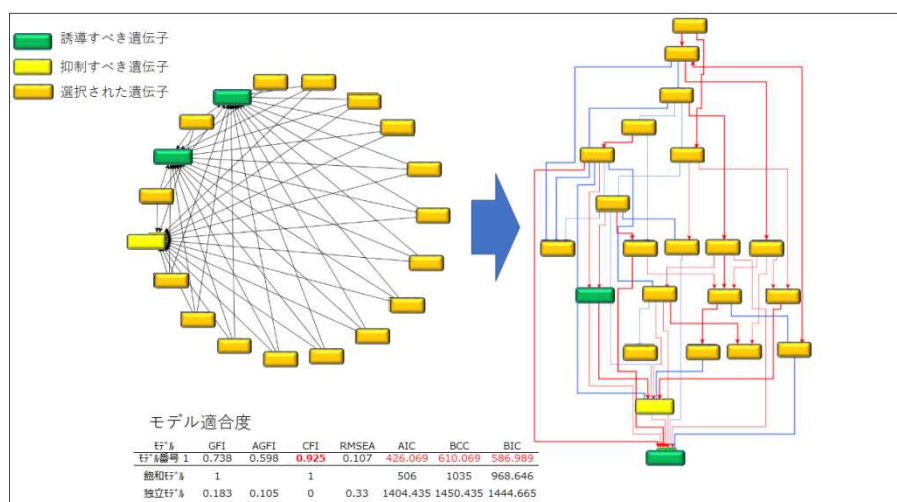 誘導すべき遺伝子
抑制すべき遺伝子
選択された遺伝子
モデル適合度
ﾓﾃﾞﾙ GFI AGFI CFI RMSEA AIC BCC BIC
ﾓﾃﾞﾙ番号 1 0.738 0.598 0.925 0.107 426.069 610.069 586.989
飽和ﾓﾃﾞﾙ 1 1 506 1035 968.646
独立ﾓﾃﾞﾙ 0.183 0.105 0 0.33 1404.435 1450.435 1444.665